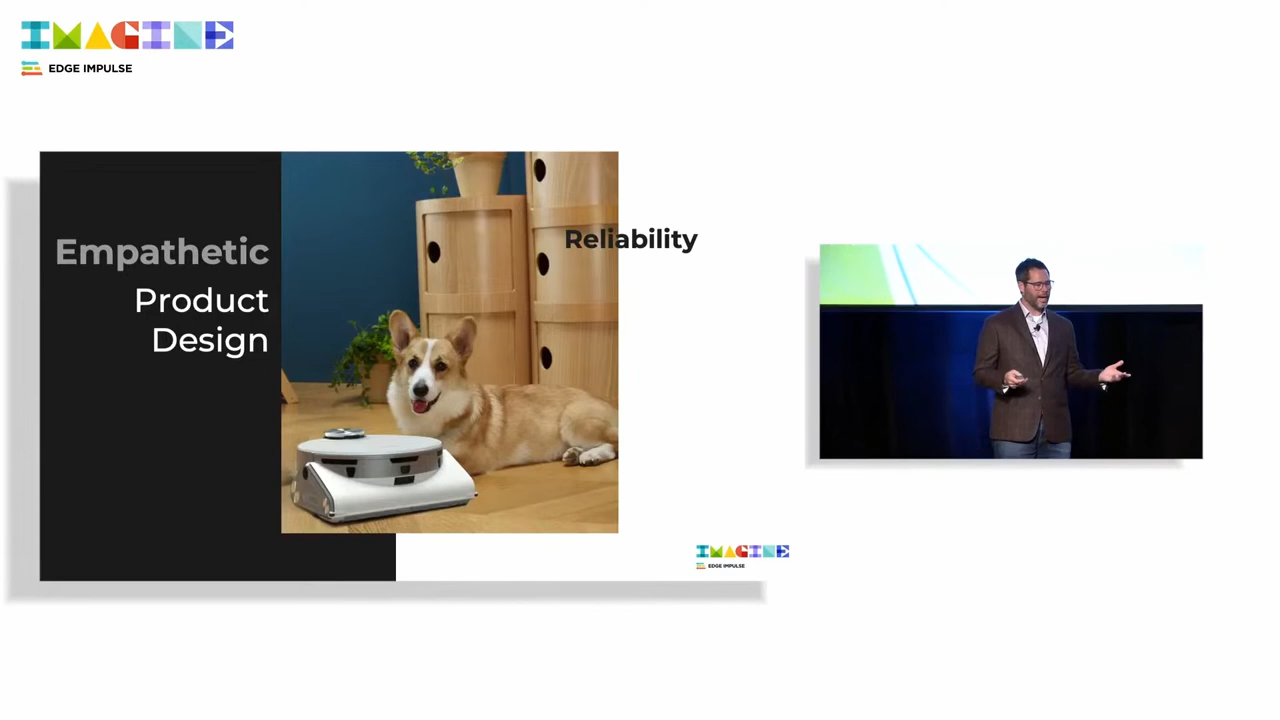 IMAGINE
EDGE IMPULSE
Empathetic
Product
Design
Reliability
IMAGINE
EDGE IMPULSE